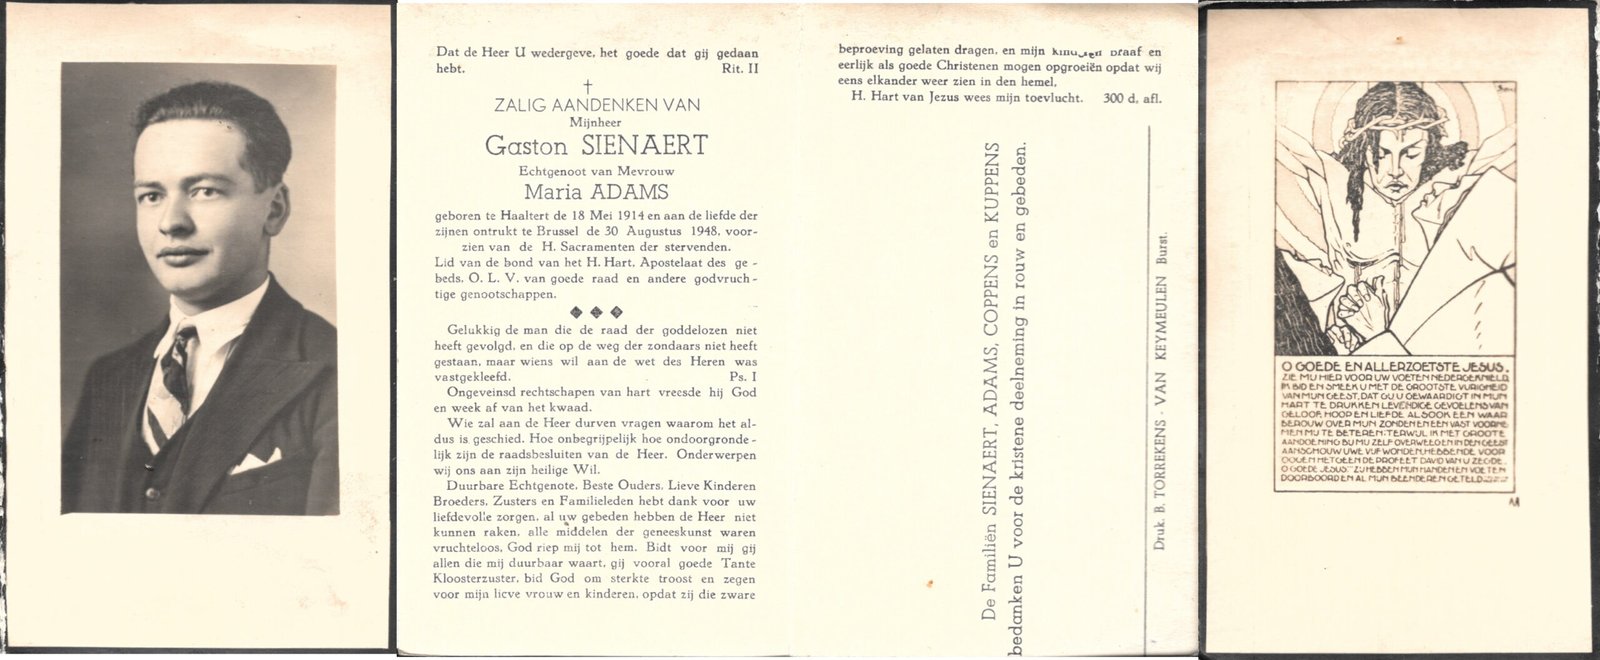 Dat de Heer U wedergeve, het goede dat gij gedaan
hebt. Rit. II
ZALIG AANDENKEN VAN
Mijnheer
Gaston SIENAERT
Echtgenoot van Mevrouw
Maria ADAMS
geboren te Haaltert de 18 Mei 1914 en aan de liefde der
zijnen ontrukt te Brussel de 30 Augustus 1948, voor-
zien van de H. Sacramenten der stervenden.
Lid van de bond van het H. Hart, Apostelaat des ge-
beds, O. L. V. van goede raad en andere godvruch-
tige genootschappen.
Gelukkig de man die de raad der goddelozen niet
heeft gevolgd, en die op de weg der zondaars niet heeft
gestaan, maar wiens wil aan de wet des Heren was
vastgekleefd. Ps. I
Ongeveinsd rechtschapen van hart vreesde hij God
en week af van het kwaad.
Wie zal aan de Heer durven vragen waarom het al-
dus is geschied. Hoe onbegrijpelijk hoe ondoorgronde-
lijk zijn de raadsbesluiten van de Heer. Onderwerpen
wij ons aan zijn heilige Wil.
Duurbare Echtgenote, Beste Ouders, Lieve Kinderen
Broeders, Zusters en Familieleden hebt dank voor uw
liefdevolle zorgen, al uw gebeden hebben de Heer niet
kunnen raken, alle middelen der geneeskunst waren
vruchteloos, God riep mij tot hem. Bidt voor mij gij
allen die mij duurbaar waart, gij vooral goede Tante
Kloosterzuster, bid God om sterkte troost en zegen
voor mijn lieve vrouw en kinderen, opdat zij die zware
beproeving gelaten dragen, en mijn braaf en
eerlijk als goede Christenen mogen opgroeiën opdat wij
eens elkander weer zien in den hemel,
H. Hart van Jezus wees mijn toevlucht. 300 d, afl.
De Familiën SIENAERT, ADAMS, COPPENS en KUPPENS
bedanken U voor de kristene deelneming in rouw en gebeden.
Druk. B. TORREKENS - VAN KEYMEULEN Burst.
O GOEDE EN ALLERZOETSTE JESUS,
ZIE MIJ HIER VOOR UW VOETEN NEDERGEKNIELD.
IK BID EN SMEEK U MET DE GROOTSTE VURIGHEID
VAN MIJN GEEST, DAT GIJ U GEWAARDIGT IN MIJN
HART TE DRUKKEN LEVENDIGE GEVOELENS VAN
GELOOF, HOOP EN LIEFDE ALSOOK EEN WAAR
BEROUW OVER MIJN ZONDEN EN EEN VAST VOORNE
MEN MIJ TE BETEREN; TERWIJL IK MET GROOTE
AANDOENING BIJ MIJ ZELF OVERWEEG EN IN DEN GEEST
AANSCHOUW UWE VIJF WONDEN, HEBBENDE VOOR
OOGEN HETGEEN DE PROFEET DAVID VAN U ZEGDE,
O GOEDE JESUS: ZIJ HEBBEN MIJN HANDEN EN VOETEN
DOORBOORD EN AL MIJN BEENDEREN GETELD